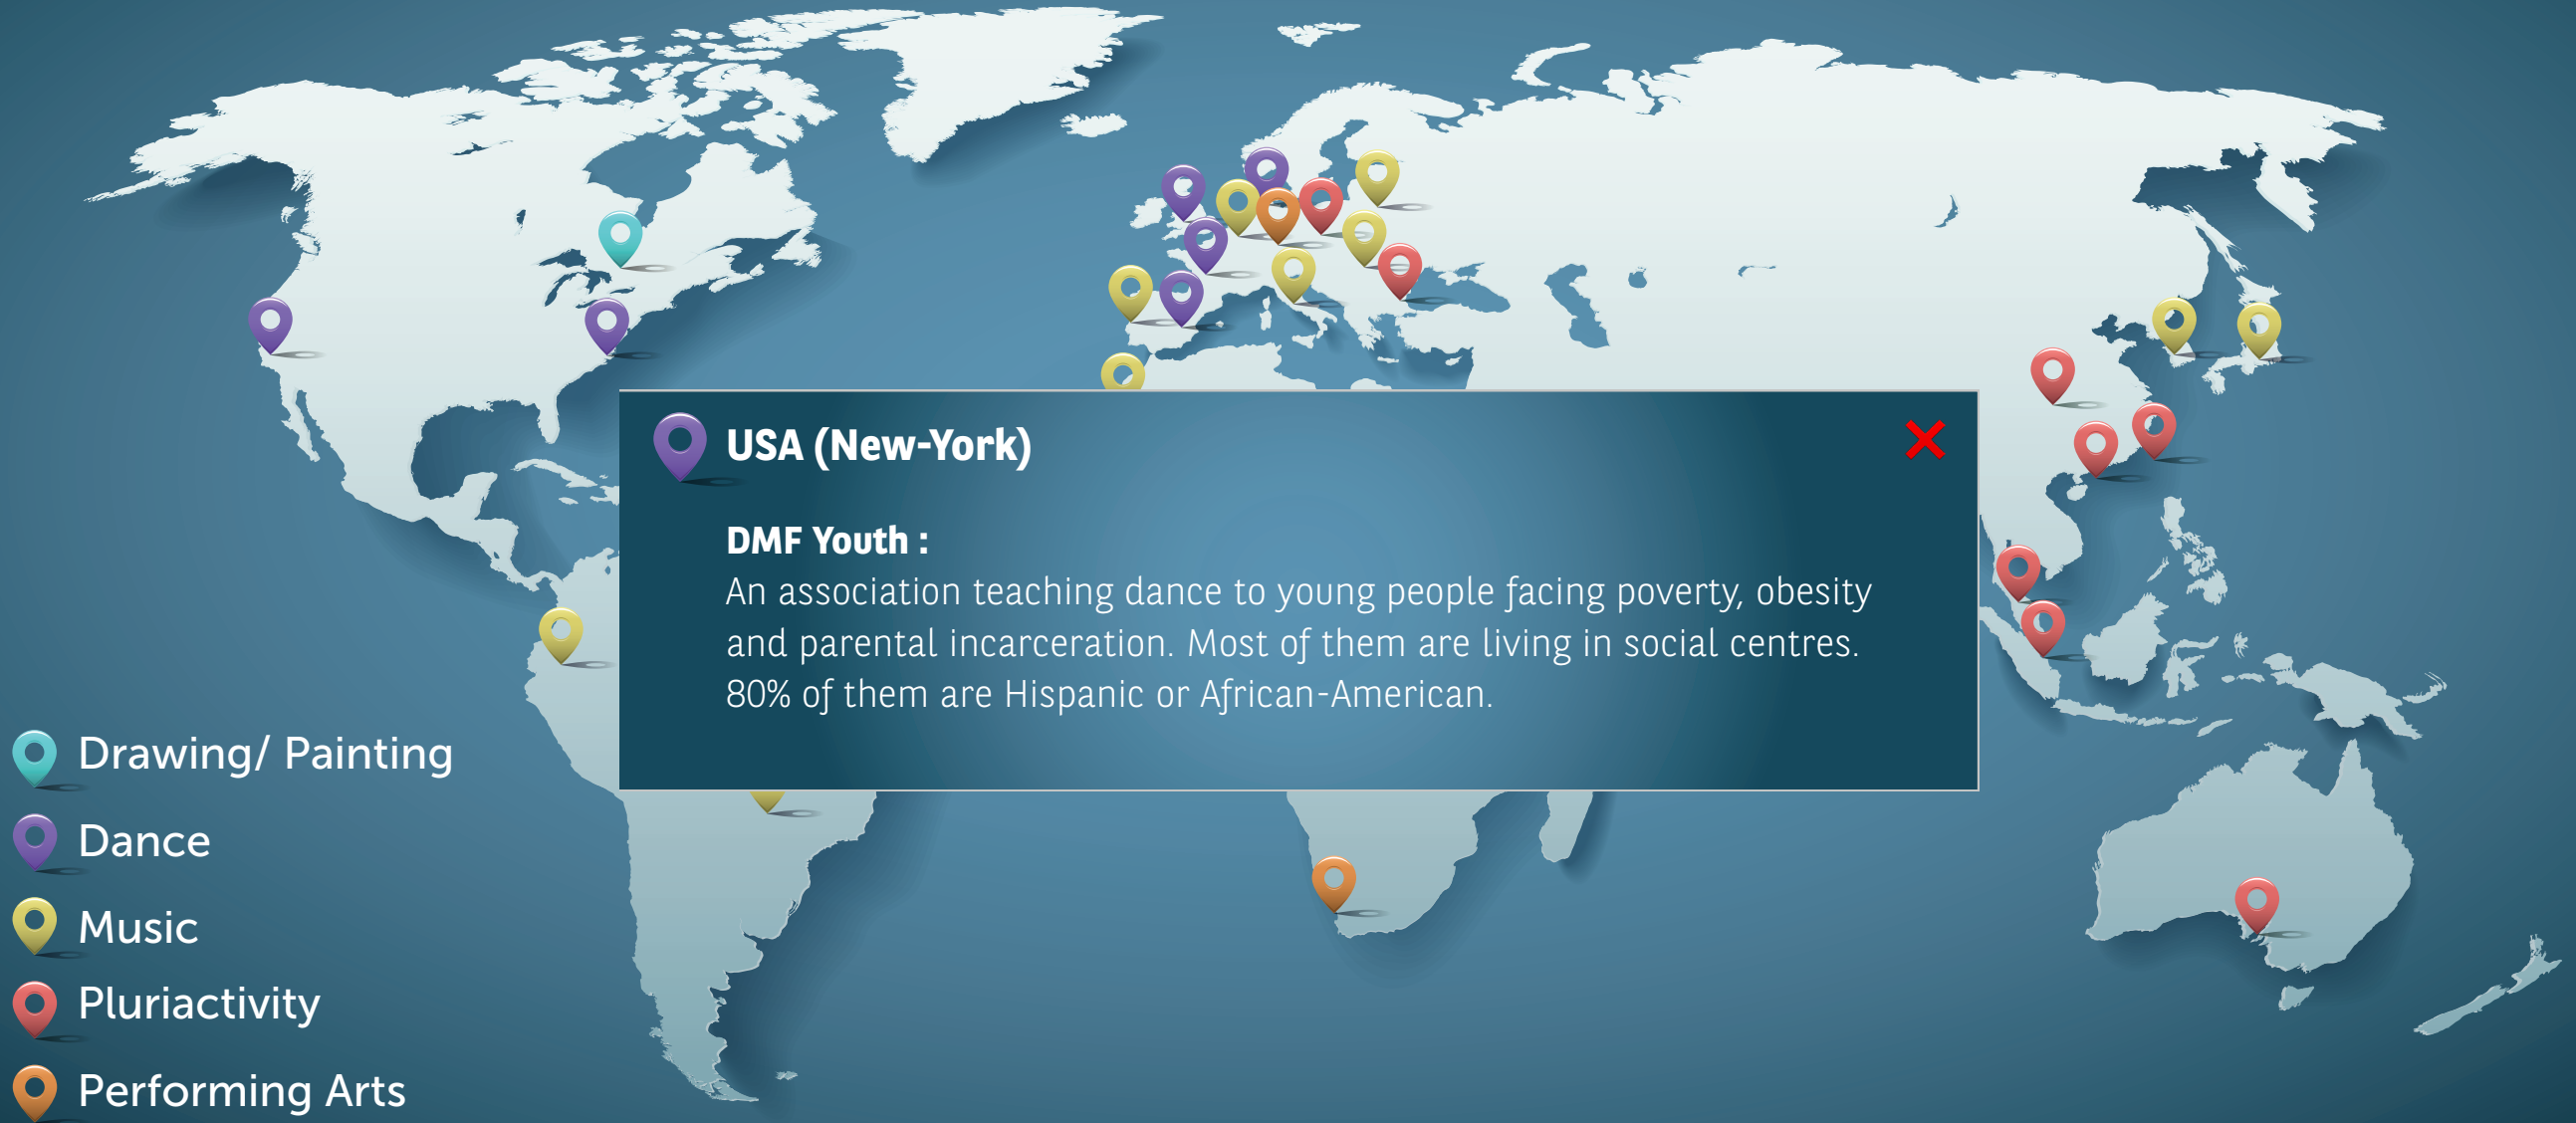 USA (New-York)
DMF Youth :
An association teaching dance to young people facing poverty, obesity
and parental incarceration. Most of them are living in social centres.
80% of them are Hispanic or African-American.
Drawing/ Painting
Dance
Music
Pluriactivity
Performing Arts